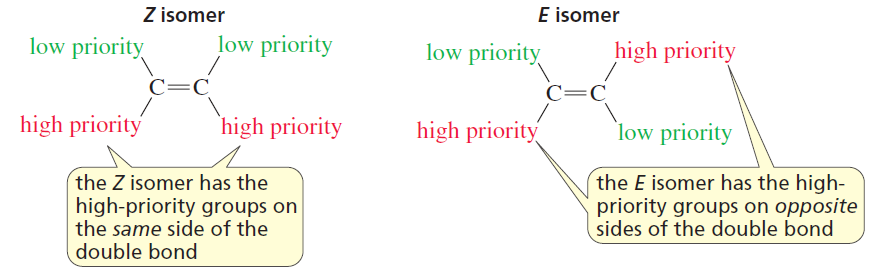 Z isomer
low priority low priority
C=C
high priority high priority
the Z isomer has the
high-priority groups on
the same side of the
double bond
E isomer
low priority high priority
C=C
high priority low priority
the E isomer has the high-
priority groups on opposite
sides of the double bond